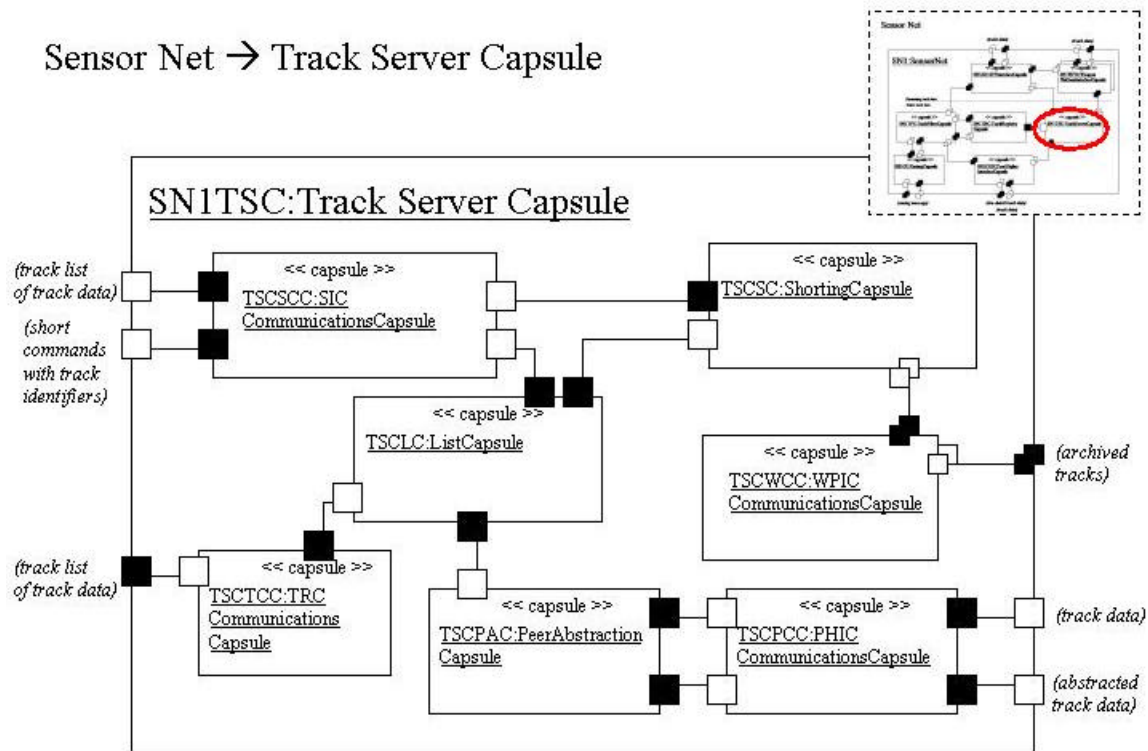 Sensor Net → Track Server Capsule
Sensor Net
SN1:SensorNet
SN1TSC:Track Server Capsule
(track list
of track data)
(short
commands
with track
identifiers)
<< capsule >>
TSCSCC:SIC
CommunicationsCapsule
<< capsule >>
TSCSC:ShortingCapsule
<< capsule >>
TSCLC:ListCapsule
<< capsule >>
TSCWCC:WPIC
CommunicationsCapsule
(archived
tracks)
(track list
of track data)
<< capsule >>
TSCTCC:TRC
Communications
Capsule
<< capsule >>
TSCPAC:PeerAbstraction
Capsule
<< capsule >>
TSCPCC:PHIC
CommunicationsCapsule
(track data)
(abstracted
track data)